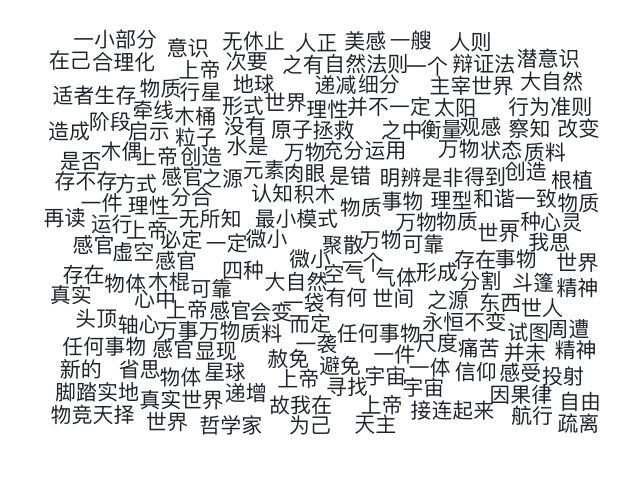 一小部分 意识 无休止 人正 美感 一艘 人则
在己 合理化 上帝 次要 之有 自然法则 一个 辩证法 潜意识
适者生存 物质 行星 地球 递减 细分 主宰 世界 大自然
牵线 木桶 形式 世界 理性 并不一定 太阳 行为准则
造成 阶段 启示 粒子 没有 原子 拯救 之中 衡量 观感 察知 改变
是否 木偶 上帝 创造 水是 万物 充分运用 万物 状态 质料
存不存 方式 感官 之源 元素 肉眼 是错 明辨是非 得到 创造 根植
一件 理性 分合 认知 积木 物质 事物 理型 和谐一致 物质
再读 运行 上帝 一无所知 最小 模式 万物 物质 世界 一种 心灵
感官 虚空 必定 一定 微小 聚散 万物 可靠 我思
存在 物体 木棍 感官 可靠 四种 大自然 微小 空气 一个 气体 形成 存在 事物 分割 斗篷 世界
真实 心中 上帝 感官 会变 一袋 有何 世间 之源 东西 世人 精神
头顶 轴心 万事万物 质料 而定 任何事物 永恒不变 试图 周遭
任何事物 感官 显现 一袭 赦免 避免 一件 尺度 痛苦 并未 精神
新的 省思 物体 星球 上帝 寻找 宇宙 一体 信仰 感受 投射
脚踏实地 真实世界 递增 故我在 上帝 宇宙 接连起来 因果律 自由
物竞天择 世界 哲学家 为己 天主 航行 疏离